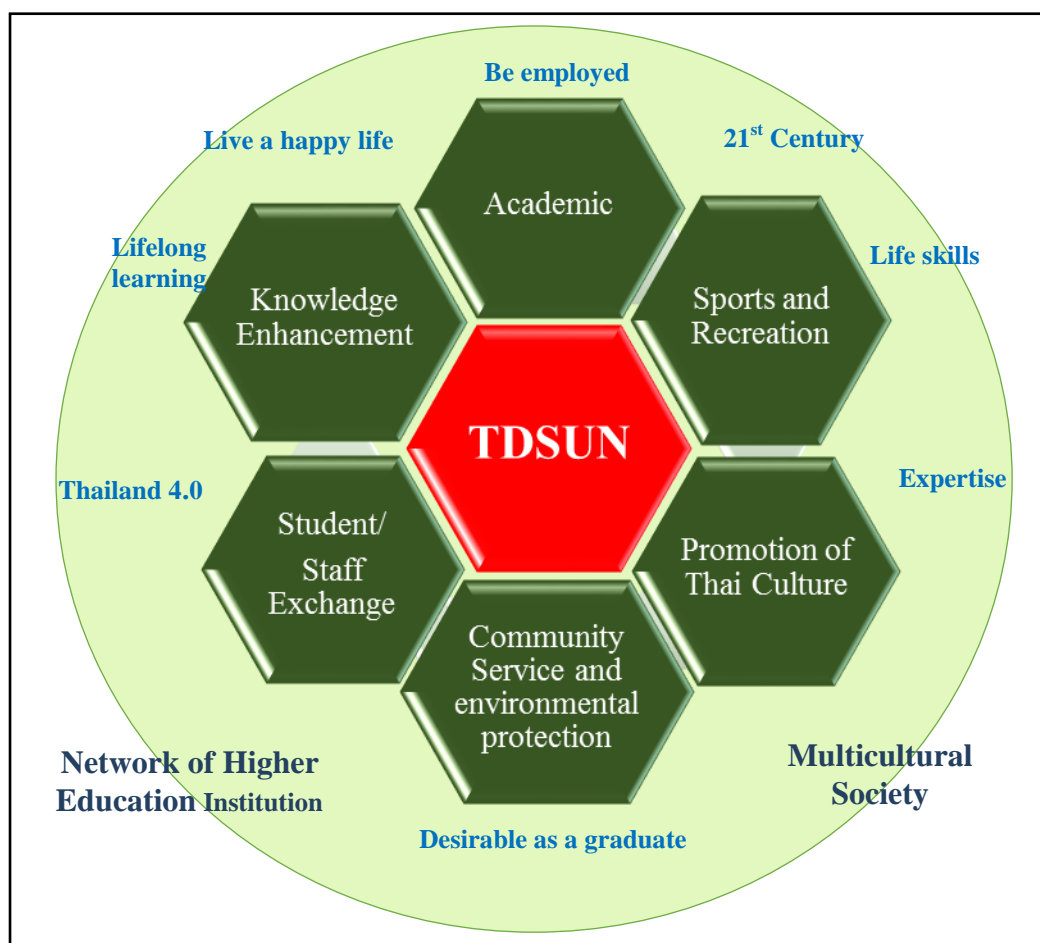 Be employed
Live a happy life
21st Century
Academic
Lifelong
learning
Life skills
Knowledge
Enhancement
Sports and
Recreation
TDSUN
Thailand 4.0
Expertise
Student/
Staff
Exchange
Promotion of
Thai Culture
Community
Service and
environmental
protection
Network of Higher
Education Institution
Multicultural
Society
Desirable as a graduate